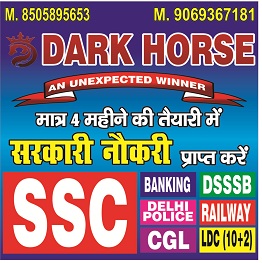 M. 8505895653 M. 9069367181
DARK HORSE
AN UNEXPECTED WINNER
मात्र 4 महीने की तैयारी में
सरकारी नौकरी प्राप्त करें
SSC
BANKING DSSSB
DELHI POLICE RAILWAY
CGL LDC (10+2)